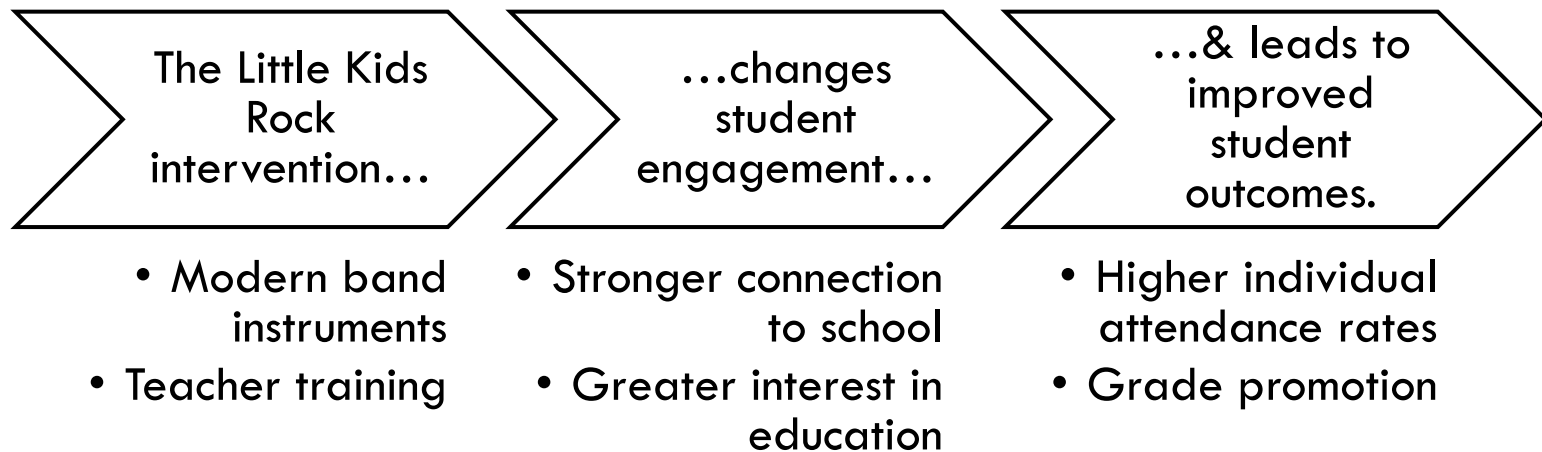 The Little Kids
Rock
intervention…
• Modern band
instruments
• Teacher training
…changes
student
engagement…
• Stronger connection
to school
• Greater interest in
education
…& leads to
improved
student
outcomes.
• Higher individual
attendance rates
• Grade promotion